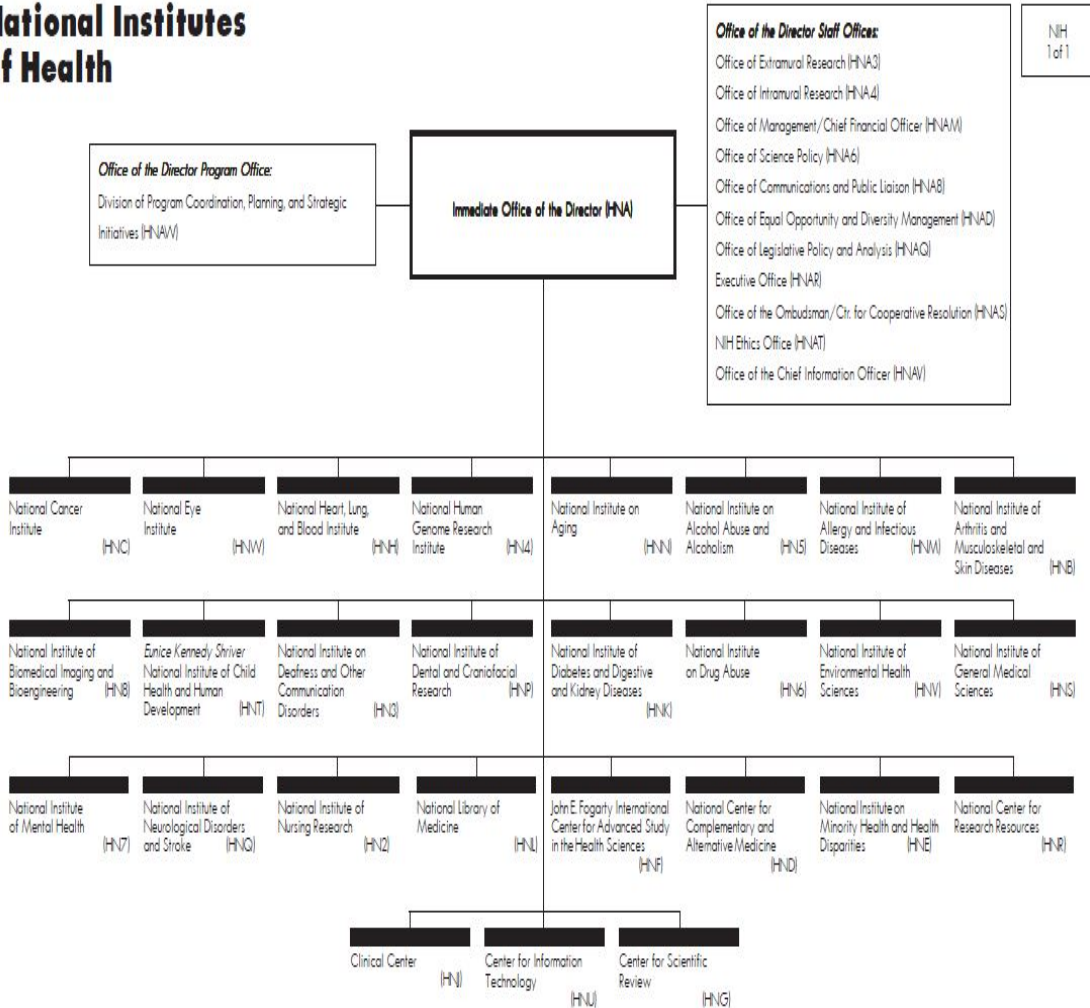 National Institutes
of Health
NIH
1 of 1
Office of the Director Program Office:
Division of Program Coordination, Planning, and Strategic
Initiatives (HNAW)
Immediate Office of the Director (HNA)
Office of the Director Staff Offices:
Office of Extramural Research (HNA3)
Office of Intramural Research (HNA4)
Office of Management/Chief Financial Officer (HNAM)
Office of Science Policy (HNA6)
Office of Communications and Public Liaison (HNA8)
Office of Equal Opportunity and Diversity Management (HNAD)
Office of Legislative Policy and Analysis (HNAQ)
Executive Office (HNAR)
Office of the Ombudsman/Ctr. for Cooperative Resolution (HNAS)
NIH Ethics Office (HNAT)
Office of the Chief Information Officer (HNAV)
National Cancer
Institute
(HNC)
National Eye
Institute
(HNW)
National Heart, Lung,
and Blood Institute
(HNH)
National Human
Genome Research
Institute (HN4)
National Institute on
Aging
(HNN)
National Institute on
Alcohol Abuse and
Alcoholism (HN5)
National Institute of
Allergy and Infectious
Diseases (HNM)
National Institute of
Arthritis and
Musculoskeletal and
Skin Diseases (HNB)
National Institute of
Biomedical Imaging and
Bioengineering (HN8)
Eunice Kennedy Shriver
National Institute of Child
Health and Human
Development (HNT)
National Institute on
Deafness and Other
Communication
Disorders (HN3)
National Institute of
Dental and Craniofacial
Research (HNP)
National Institute of
Diabetes and Digestive
and Kidney Diseases
(HNK)
National Institute
on Drug Abuse
(HN6)
National Institute of
Environmental Health
Sciences (HNV)
National Institute of
General Medical
Sciences (HNS)
National Institute
of Mental Health
(HN7)
National Institute of
Neurological Disorders
and Stroke (HNQ)
National Institute of
Nursing Research
(HN2)
National Library of
Medicine
(HNL)
John E. Fogarty International
Center for Advanced Study
in the Health Sciences
(HNF)
National Center for
Complementary and
Alternative Medicine
(HND)
National Institute on
Minority Health and Health
Disparities (HNE)
National Center for
Research Resources
(HNR)
Clinical Center
(HNJ)
Center for Information
Technology
(HNU)
Center for Scientific
Review
(HNG)